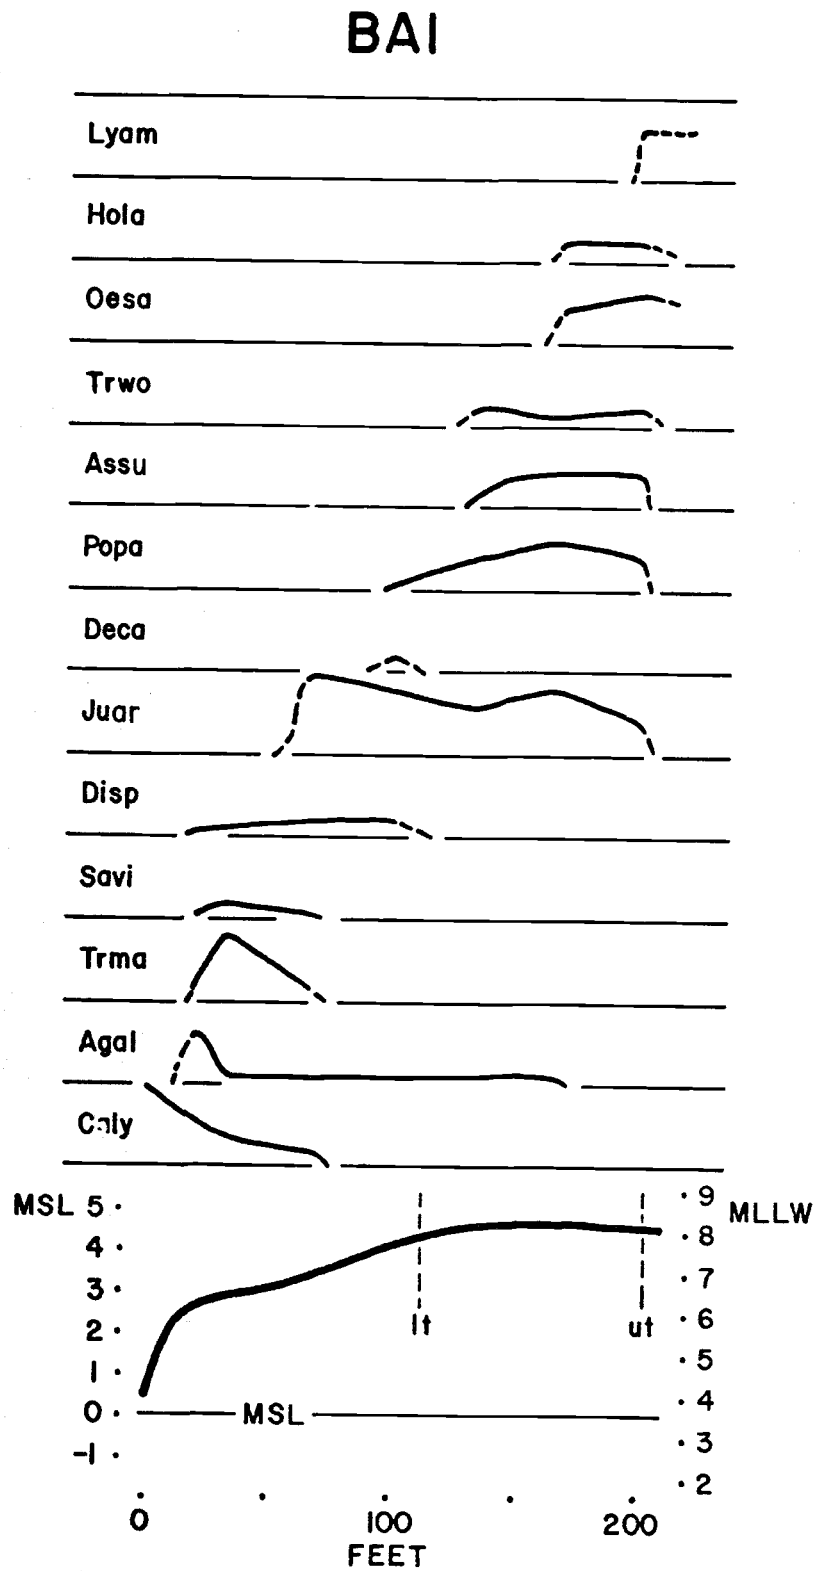 BAI
Lyam
Hola
Oesa
Trwo
Assu
Popa
Deca
Juar
Disp
Savi
Trma
Agal
Caly
MSL 5 9 MLLW
4 8
3 7
2 lt ut 6
1 5
0 MSL 4
-1 3
2
0 100 200
FEET